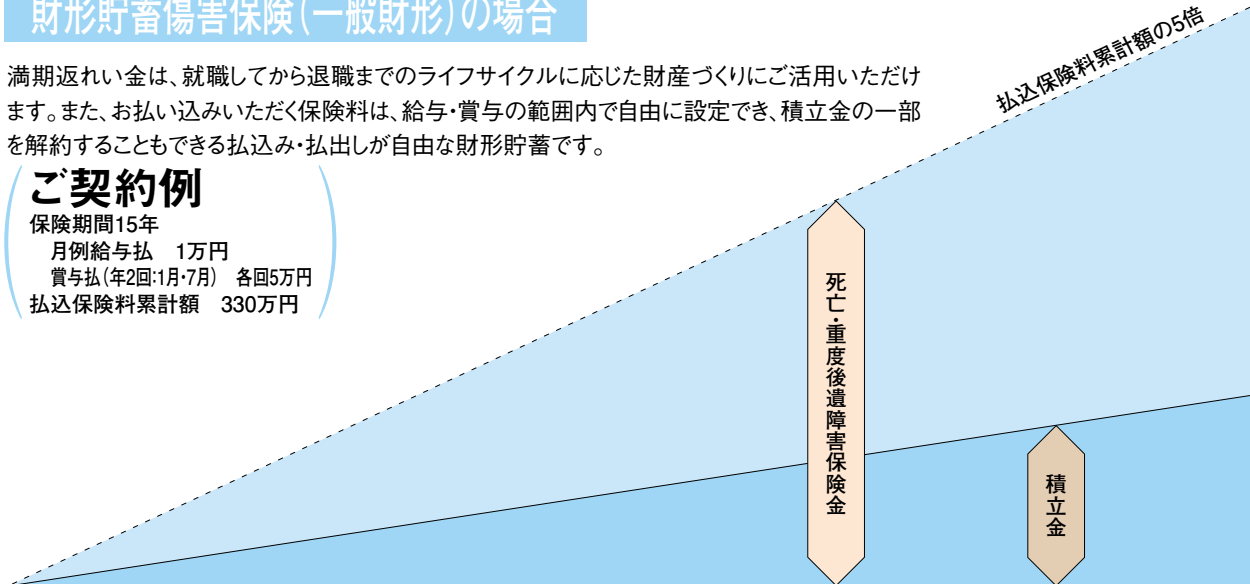 財形貯蓄傷害保険(一般財形)の場合
満期返れい金は、就職してから退職までのライフサイクルに応じた財産づくりにご活用いただけ
ます。また、お払い込みいただく保険料は、給与・賞与の範囲内で自由に設定でき、積立金の一部
を解約することもできる払込み・払出しが自由な財形貯蓄です。
ご契約例
保険期間15年
月例給与払 1万円
賞与払(年2回:1月・7月) 各回5万円
払込保険料累計額 330万円
払込保険料累計額の5倍
死亡・重度後遺障害保険金
積立金